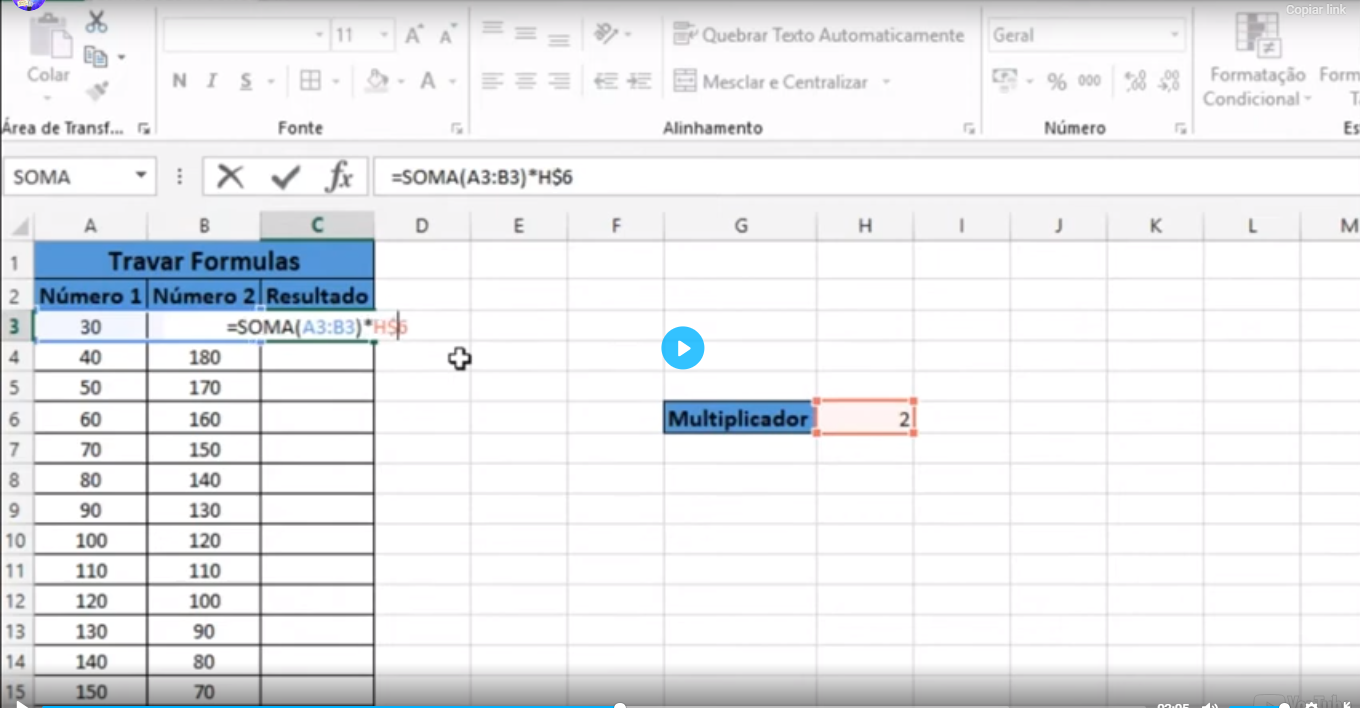 Copiar link
11
Quebrar Texto Automaticamente
Geral
Colar
N I S
A
Mesclar e Centralizar
% 000
Formatação
Condicional
Área de Transf...
Fonte
Alinhamento
Número
SOMA
fx
=SOMA(A3:B3)*H$6
A B C D E F G H I J K L M
1 Travar Formulas
2 Número 1 Número 2 Resultado
3 30 =SOMA(A3:B3)*H$6
4 40 180
5 50 170
6 60 160 Multiplicador 2
7 70 150
8 80 140
9 90 130
10 100 120
11 110 110
12 120 100
13 130 90
14 140 80
15 150 70